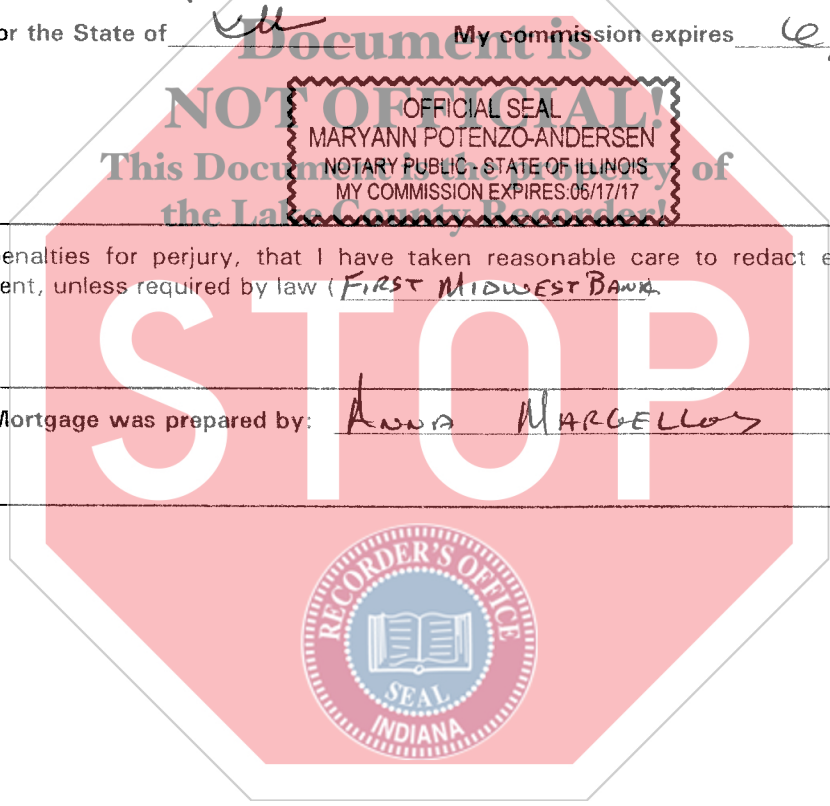 or the State of Ill My commission expires 6
Document is
NOT OFFICIAL!
This Document is the property of
the Lake County Recorder!
OFFICIAL SEAL
MARYANN POTENZO-ANDERSEN
NOTARY PUBLIC - STATE OF ILLINOIS
MY COMMISSION EXPIRES:06/17/17
enalties for perjury, that I have taken reasonable care to redact e
ent, unless required by law (FIRST MIDWEST BANK
STOP
Mortgage was prepared by: ANNA MARGELLOS
RECORDER'S OFFICE
SEAL
INDIANA